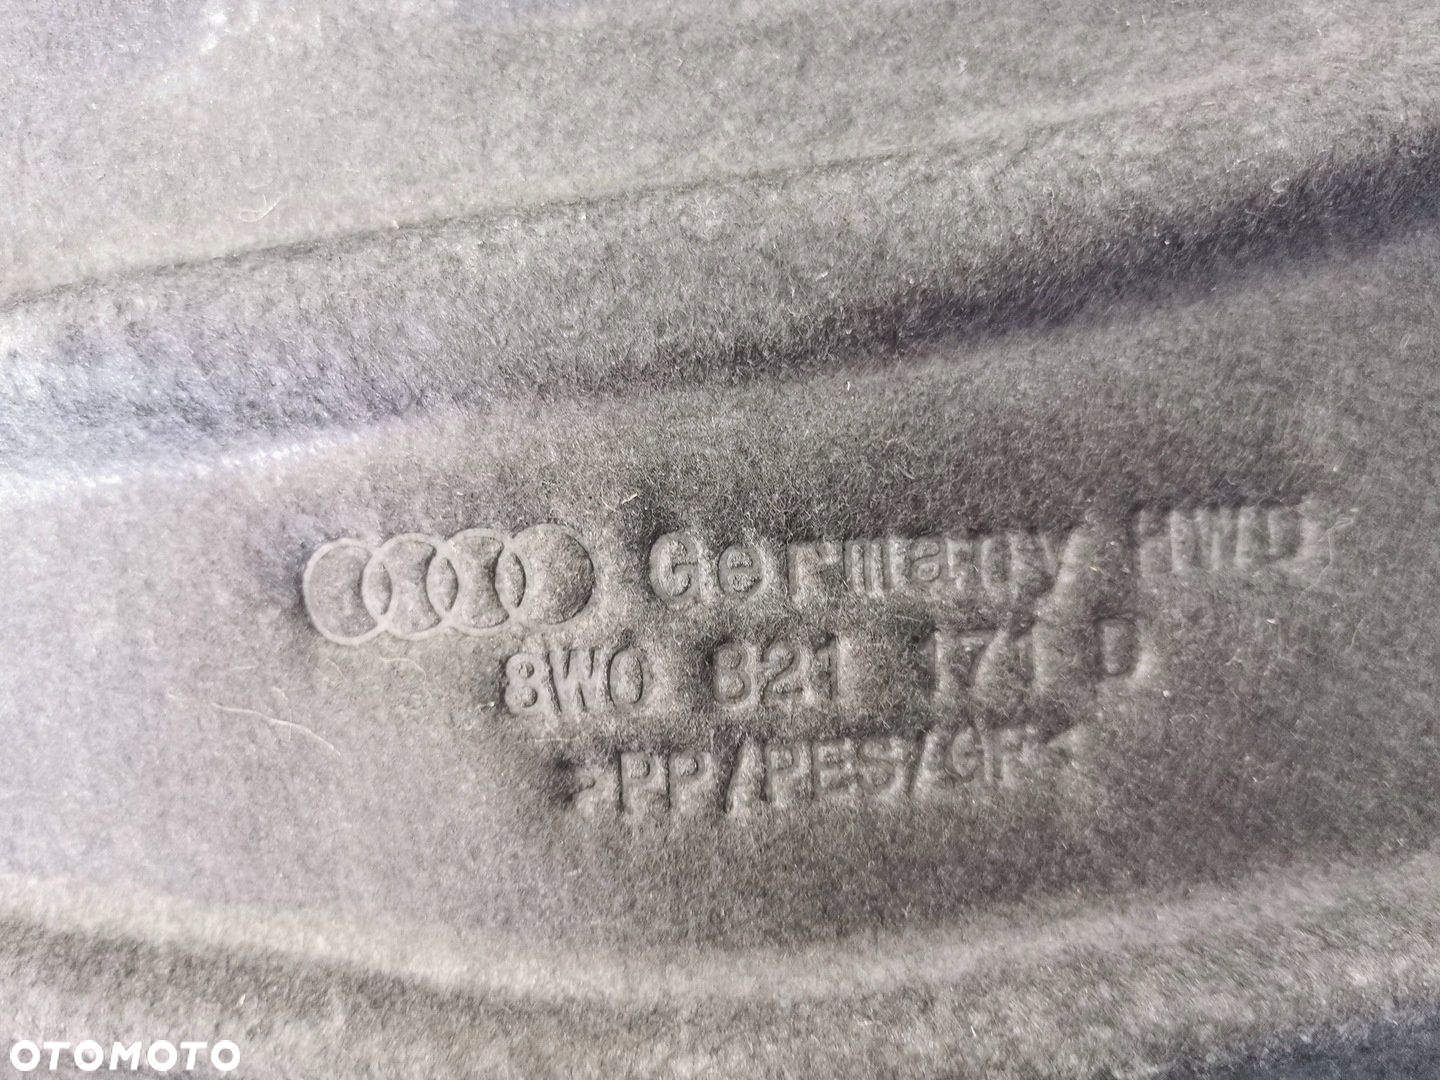 Germany
8W0 821 171 D
>PP/PES/GF<
OTOMOTO